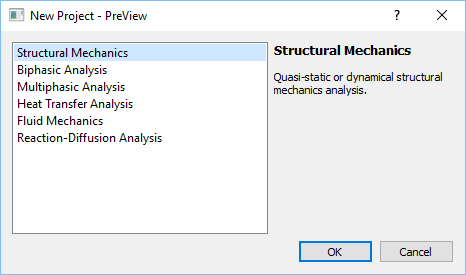 New Project - PreView
?
Structural Mechanics
Biphasic Analysis
Multiphasic Analysis
Heat Transfer Analysis
Fluid Mechanics
Reaction-Diffusion Analysis
Structural Mechanics
Quasi-static or dynamical structural
mechanics analysis.
OK
Cancel